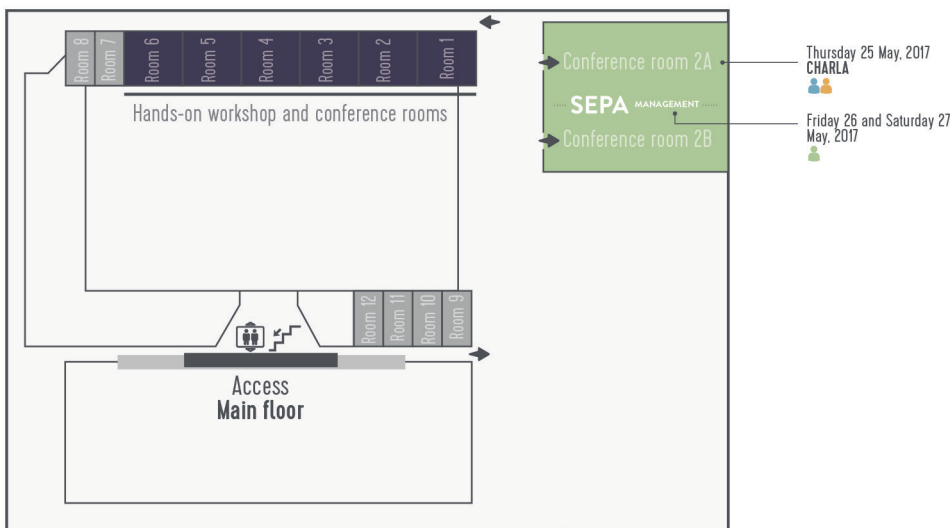 Room 8
Room 7
Room 6
Room 5
Room 4
Room 3
Room 2
Room 1
Hands-on workshop and conference rooms
Conference room 2A
SEPA MANAGEMENT
Conference room 2B
Thursday 25 May, 2017
CHARLA
Friday 26 and Saturday 27
May, 2017
Room 12
Room 11
Room 10
Room 9
Access
Main floor